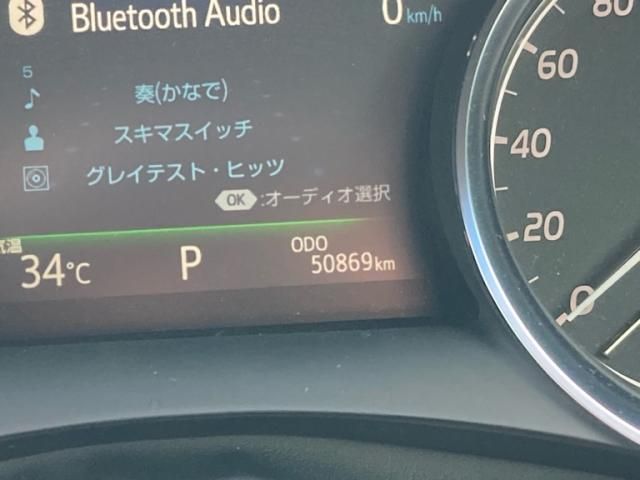 Bluetooth Audio
0 km/h
5
奏(かなで)
スキマスイッチ
グレイテスト・ヒッツ
OK :オーディオ選択
気温
34℃
P
ODO
50869km
80
60
40
20
0